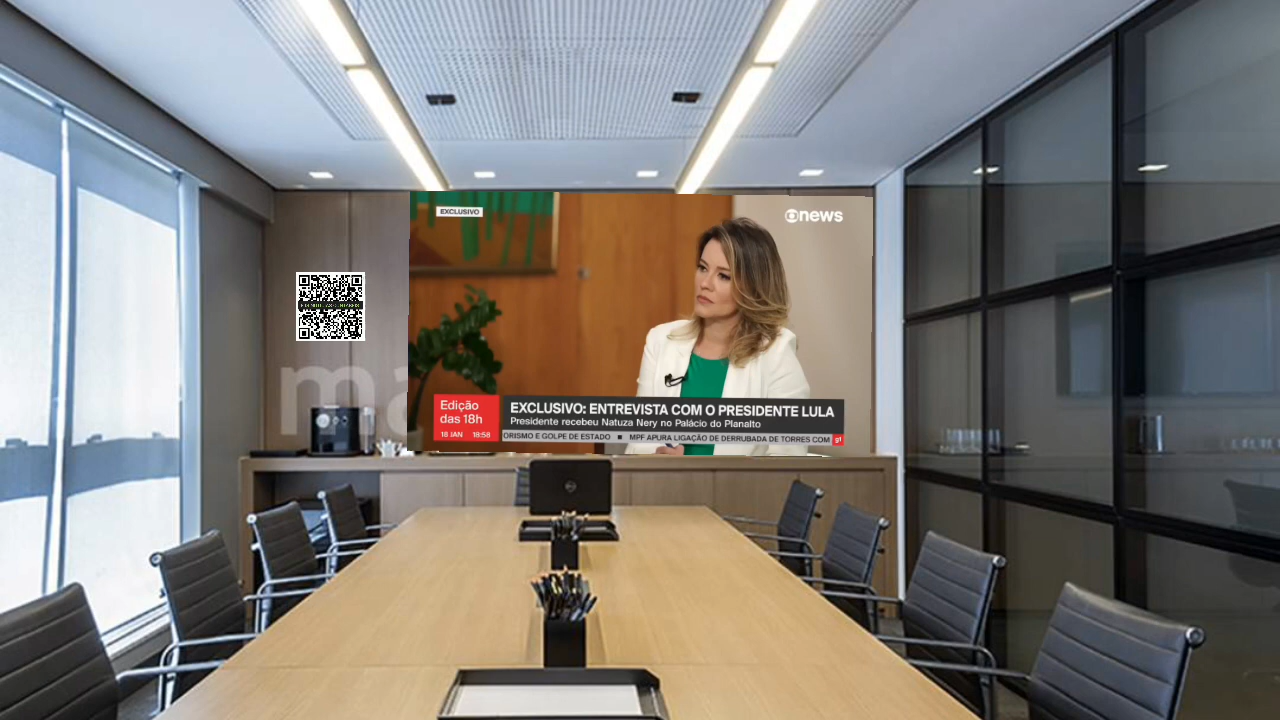 EXCLUSIVO
news
ma
Edição
das 18h
18 JAN 18:58
EXCLUSIVO: ENTREVISTA COM O PRESIDENTE LULA
Presidente recebeu Natuza Nery no Palácio do Planalto
ORISMO E GOLPE DE ESTADO ■ MPF APURA LIGAÇÃO DE DERRUBADA DE TORRES COM g1